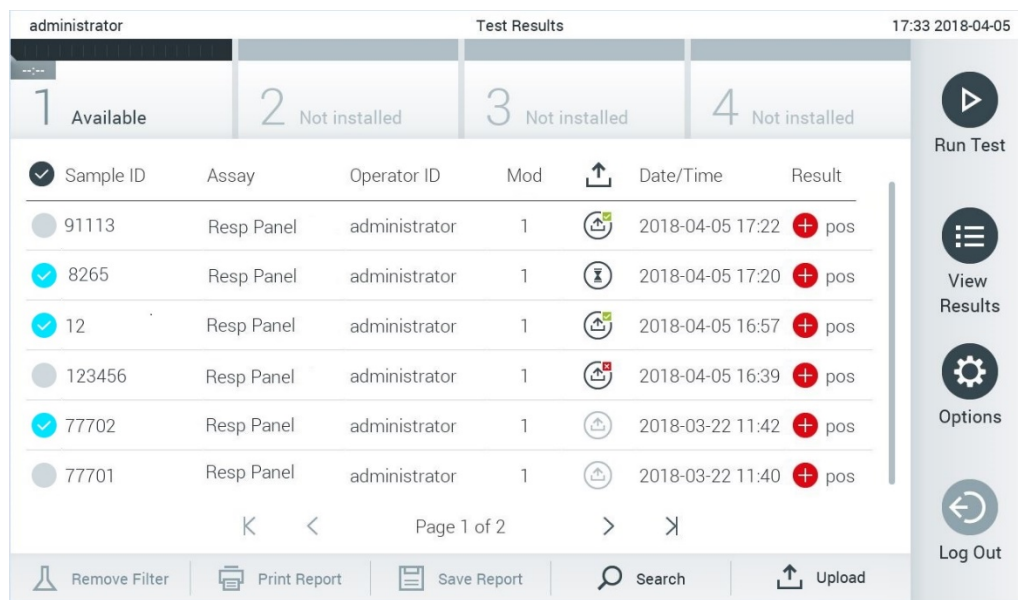 administrator Test Results 17:33 2018-04-05
--:--
1 Available 2 Not installed 3 Not installed 4 Not installed
Run Test
Sample ID Assay Operator ID Mod Date/Time Result
91113 Resp Panel administrator 1 2018-04-05 17:22 pos
8265 Resp Panel administrator 1 2018-04-05 17:20 pos
View
Results
12 Resp Panel administrator 1 2018-04-05 16:57 pos
123456 Resp Panel administrator 1 2018-04-05 16:39 pos
77702 Resp Panel administrator 1 2018-03-22 11:42 pos
Options
77701 Resp Panel administrator 1 2018-03-22 11:40 pos
Page 1 of 2
Log Out
Remove Filter Print Report Save Report Search Upload